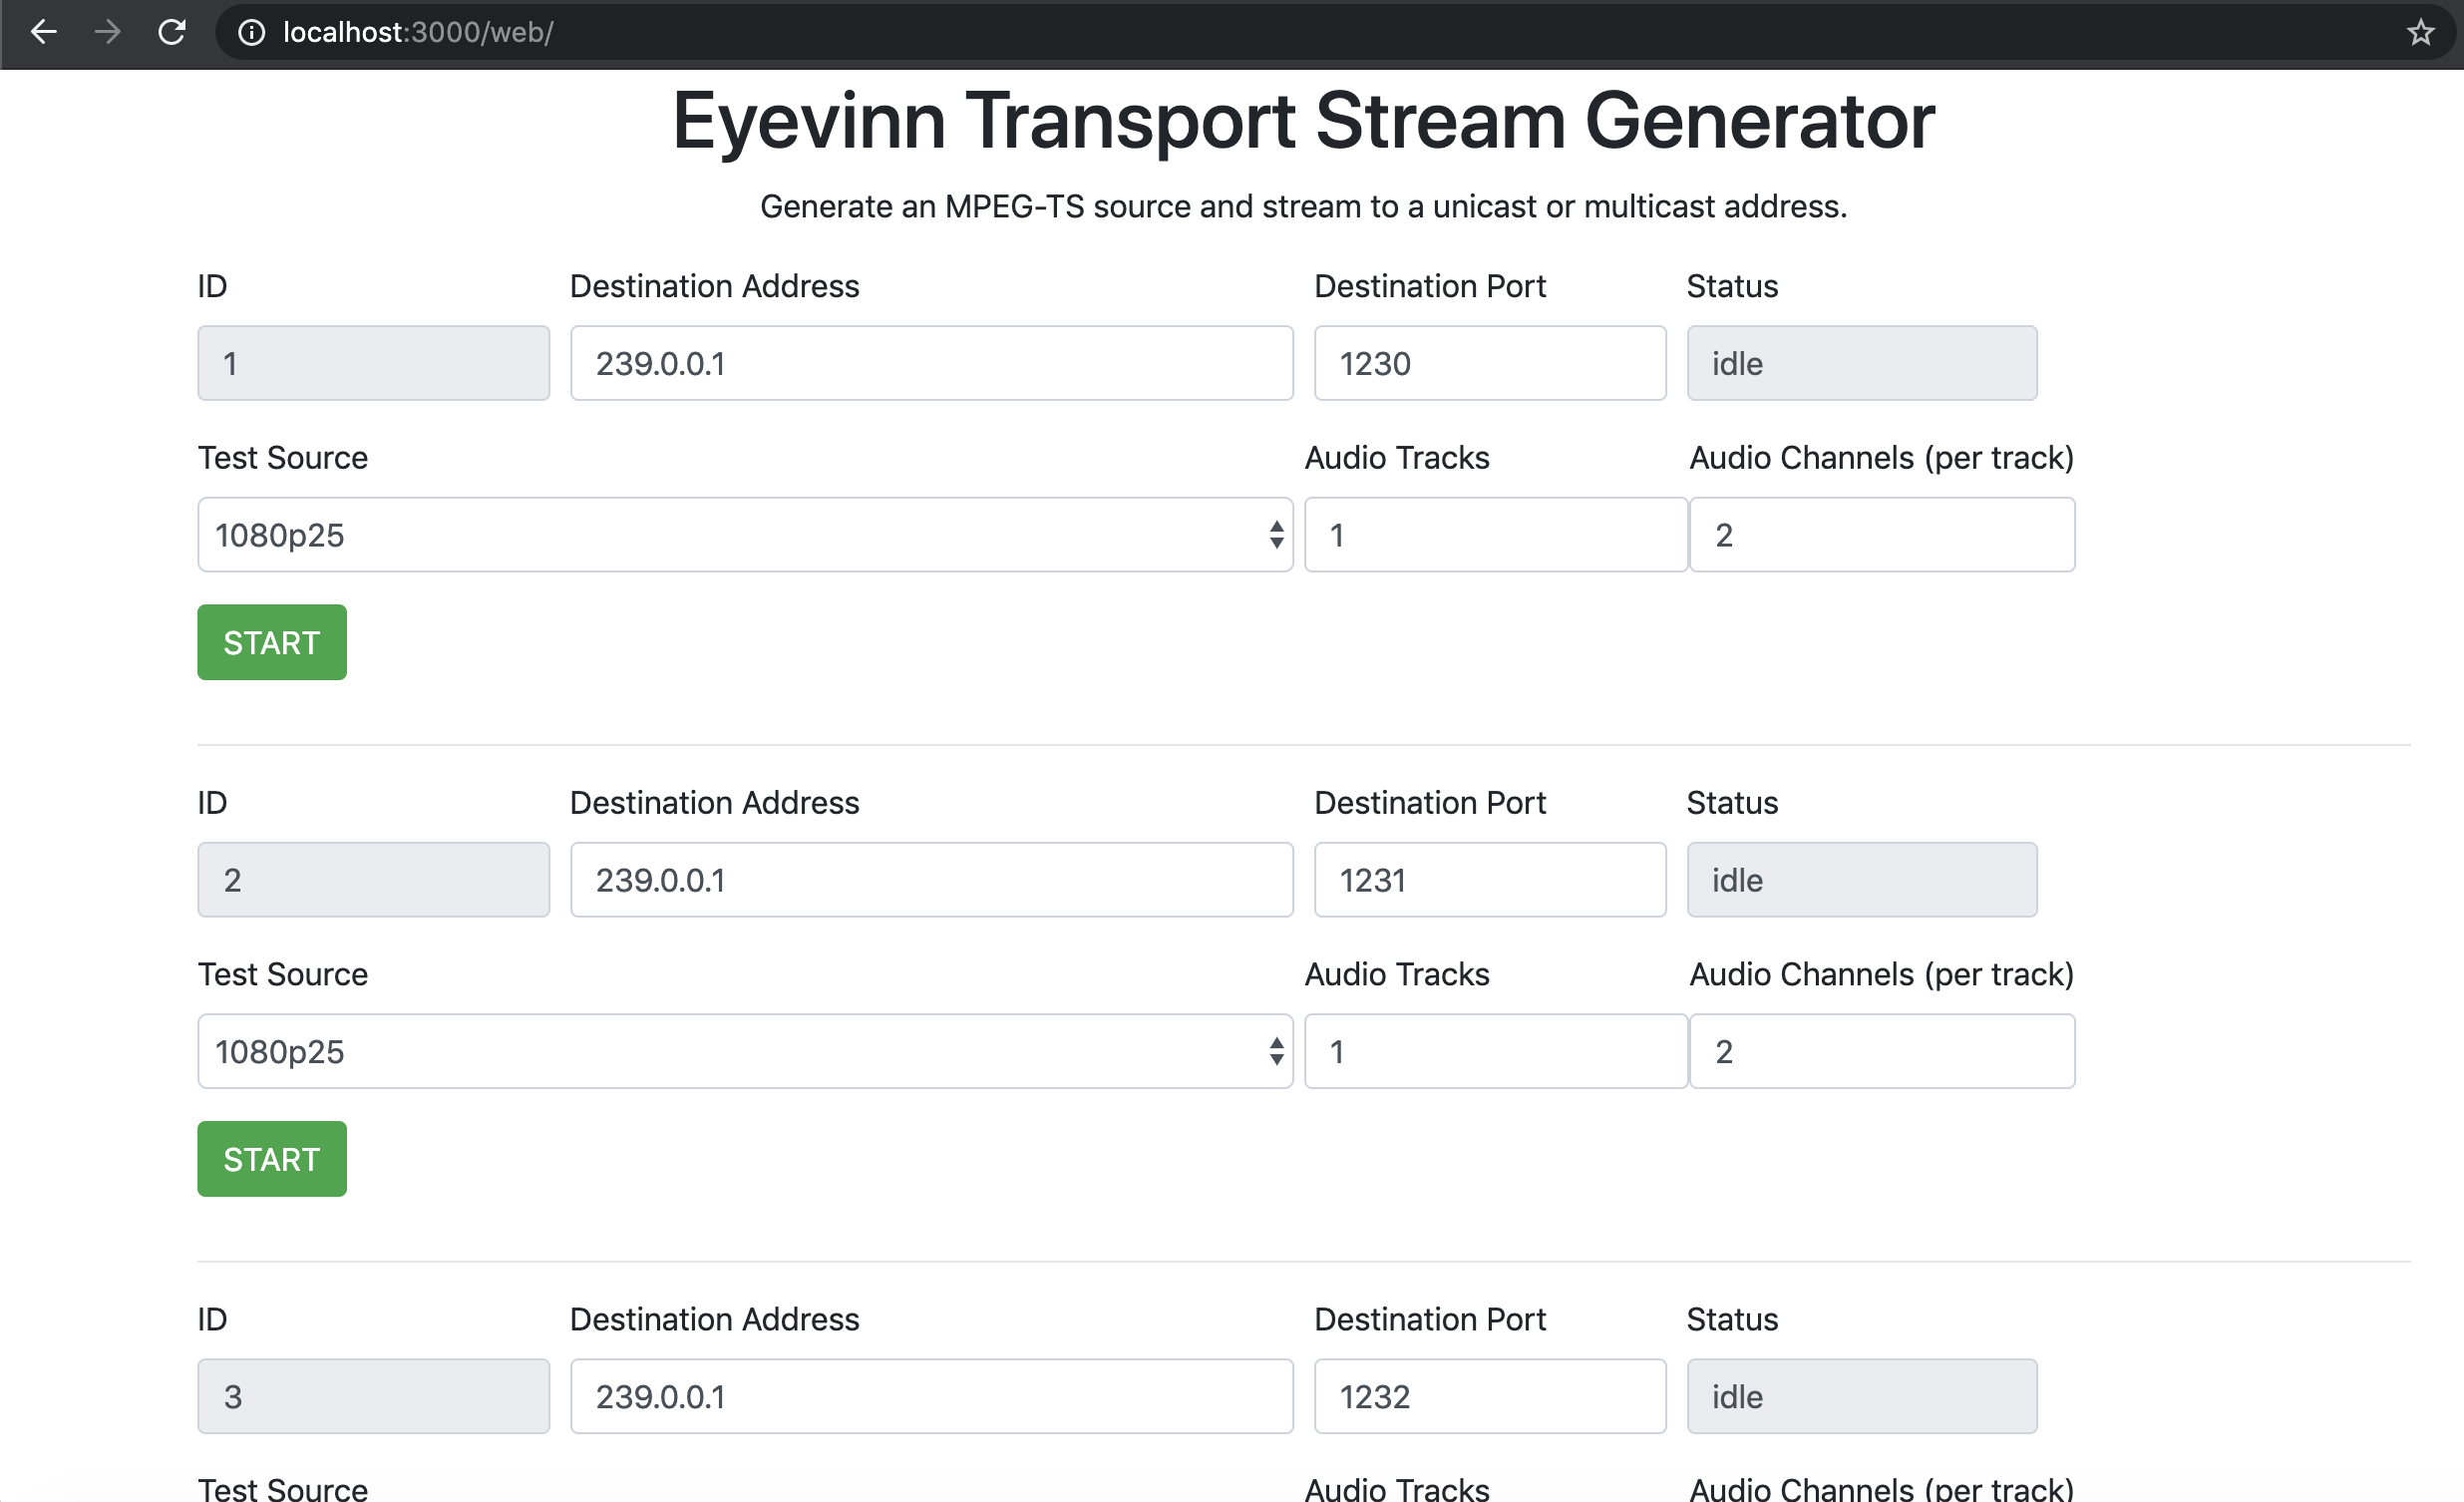 localhost:3000/web/
Eyevinn Transport Stream Generator
Generate an MPEG-TS source and stream to a unicast or multicast address.
ID Destination Address Destination Port Status
1 239.0.0.1 1230 idle
Test Source Audio Tracks Audio Channels (per track)
1080p25 1 2
START
ID Destination Address Destination Port Status
2 239.0.0.1 1231 idle
Test Source Audio Tracks Audio Channels (per track)
1080p25 1 2
START
ID Destination Address Destination Port Status
3 239.0.0.1 1232 idle
Test Source Audio Tracks Audio Channels (per track)